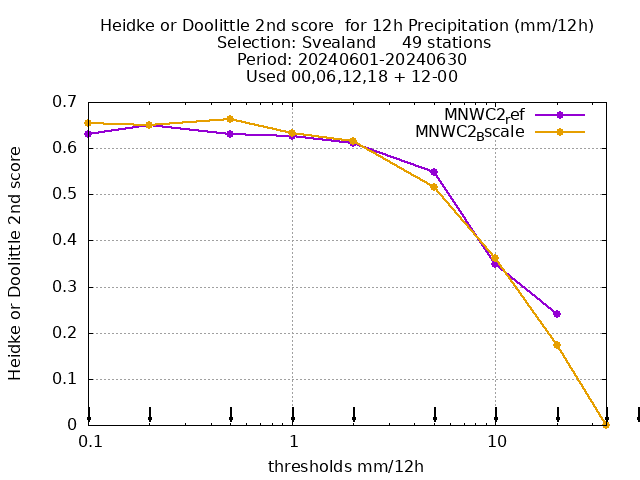 Heidke or Doolittle 2nd score  for 12h Precipitation (mm/12h)
Selection: Svealand     49 stations
Period: 20240601-20240630
Used 00,06,12,18 + 12-00
MNWC2ref
MNWC2Bscale
0.7
0.6
0.5
0.4
0.3
0.2
0.1
0
Heidke or Doolittle 2nd score
0.1 1 10
thresholds mm/12h